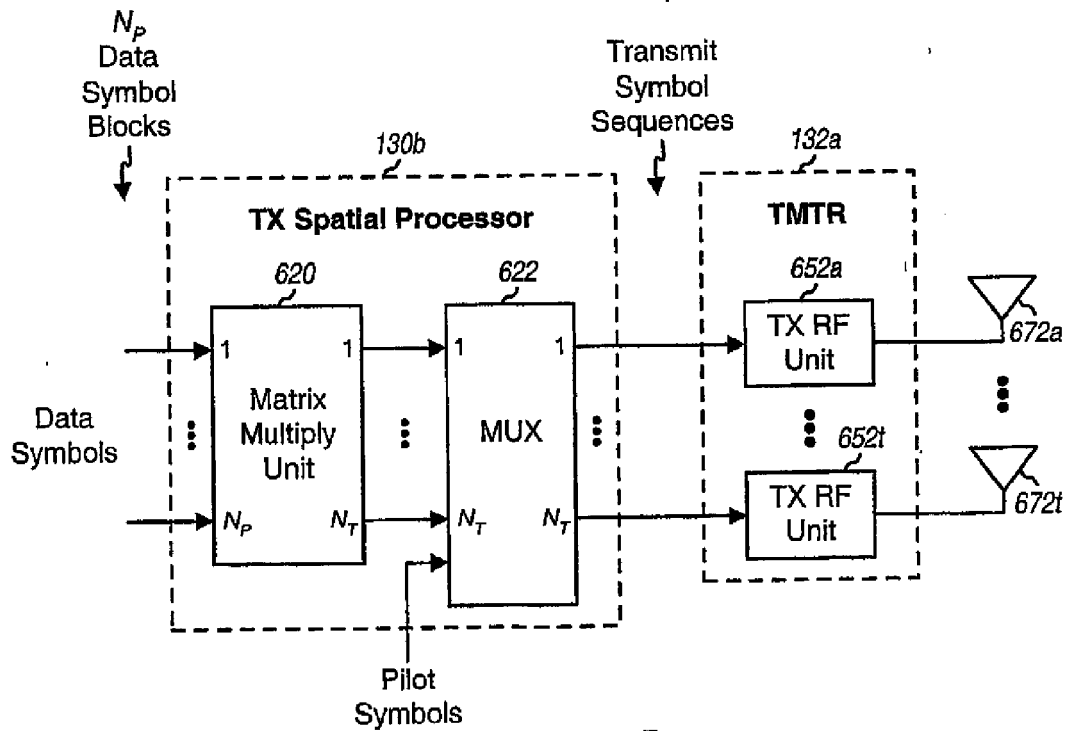 N_P
Data
Symbol
Blocks
Transmit
Symbol
Sequences
130b
132a
TX Spatial Processor
TMTR
620
622
652a
1
1
1
1
TX RF
Unit
672a
Data
Symbols
Matrix
Multiply
Unit
MUX
652t
N_P
N_T
N_T
N_T
TX RF
Unit
672t
Pilot
Symbols